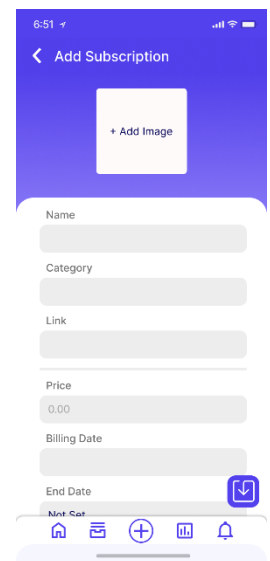 6:51
Add Subscription
+ Add Image
Name
Category
Link
Price
0.00
Billing Date
End Date
Not Set